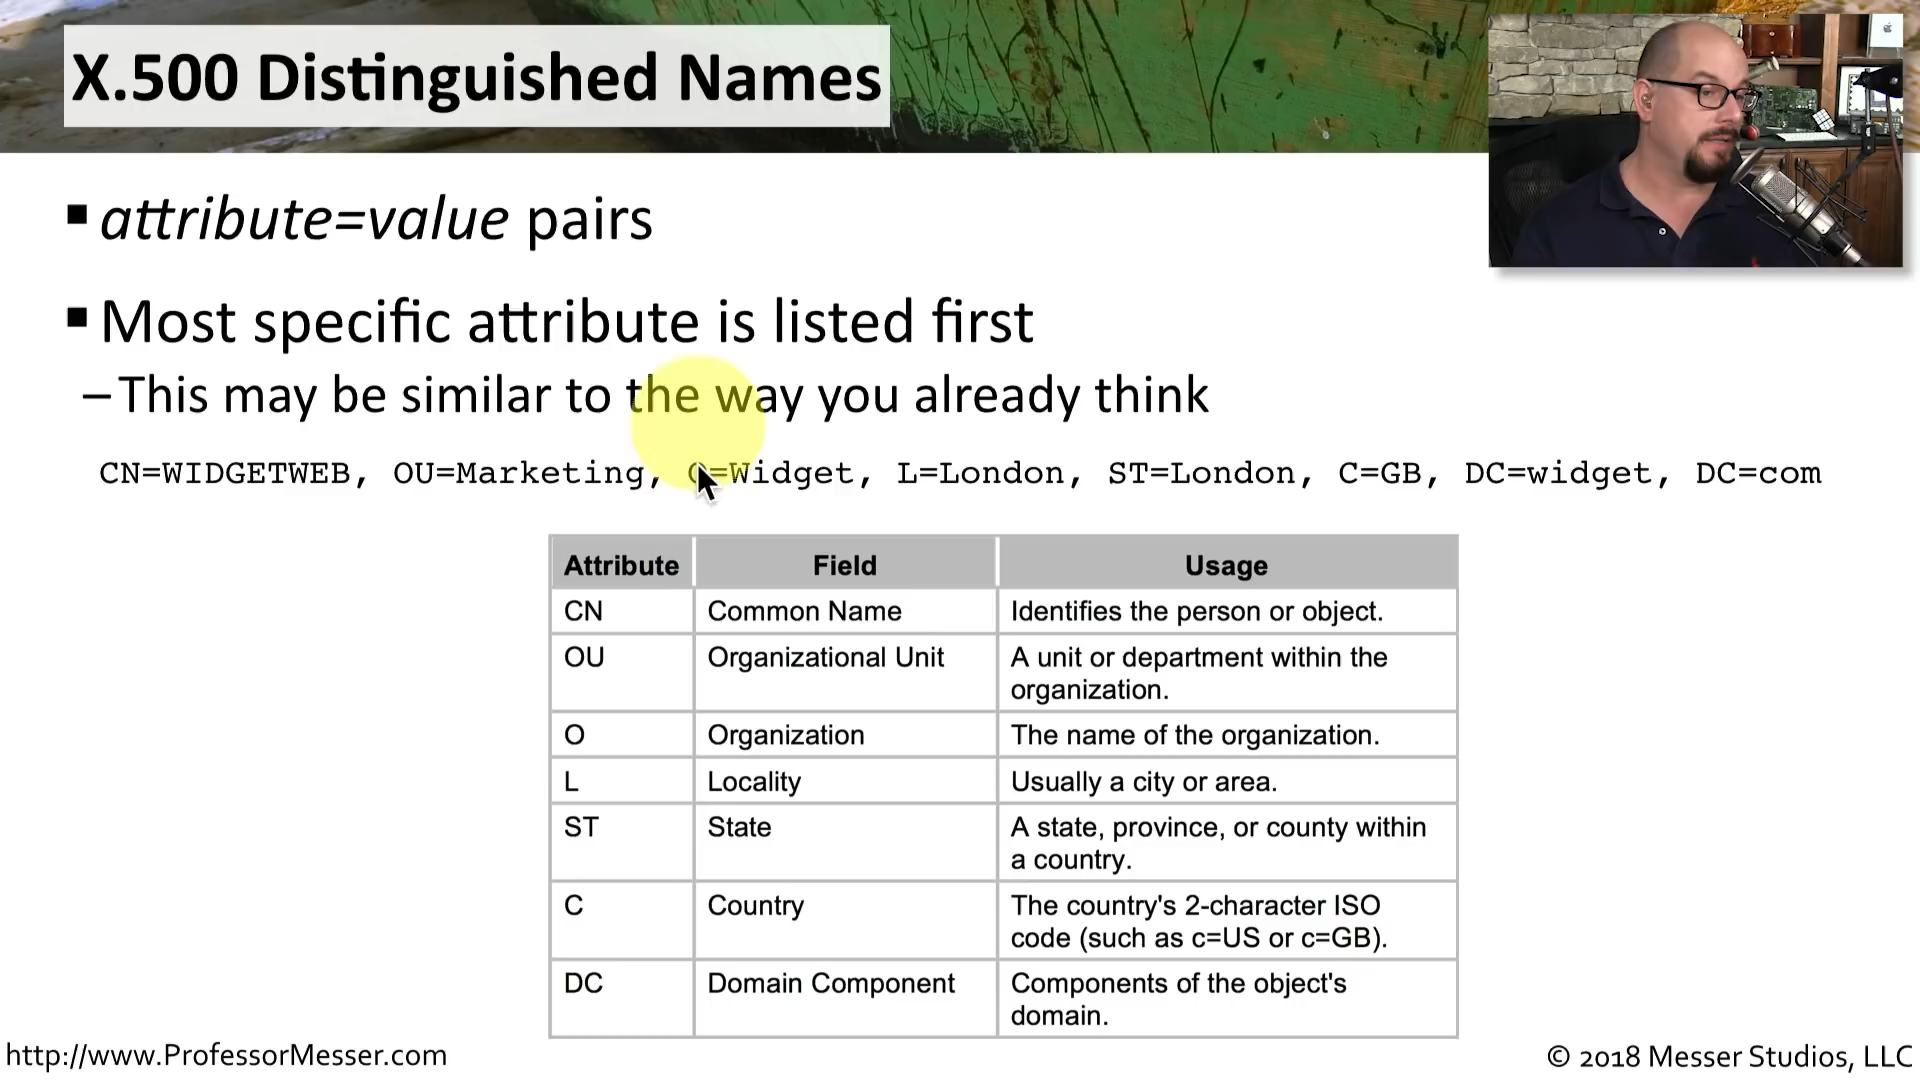 X.500 Distinguished Names
▪ attribute=value pairs
▪ Most specific attribute is listed first
– This may be similar to the way you already think
CN=WIDGETWEB, OU=Marketing, O=Widget, L=London, ST=London, C=GB, DC=widget, DC=com
Attribute Field Usage
CN Common Name Identifies the person or object.
OU Organizational Unit A unit or department within the
organization.
O Organization The name of the organization.
L Locality Usually a city or area.
ST State A state, province, or county within
a country.
C Country The country's 2-character ISO
code (such as c=US or c=GB).
DC Domain Component Components of the object's
domain.
http://www.ProfessorMesser.com
© 2018 Messer Studios, LLC